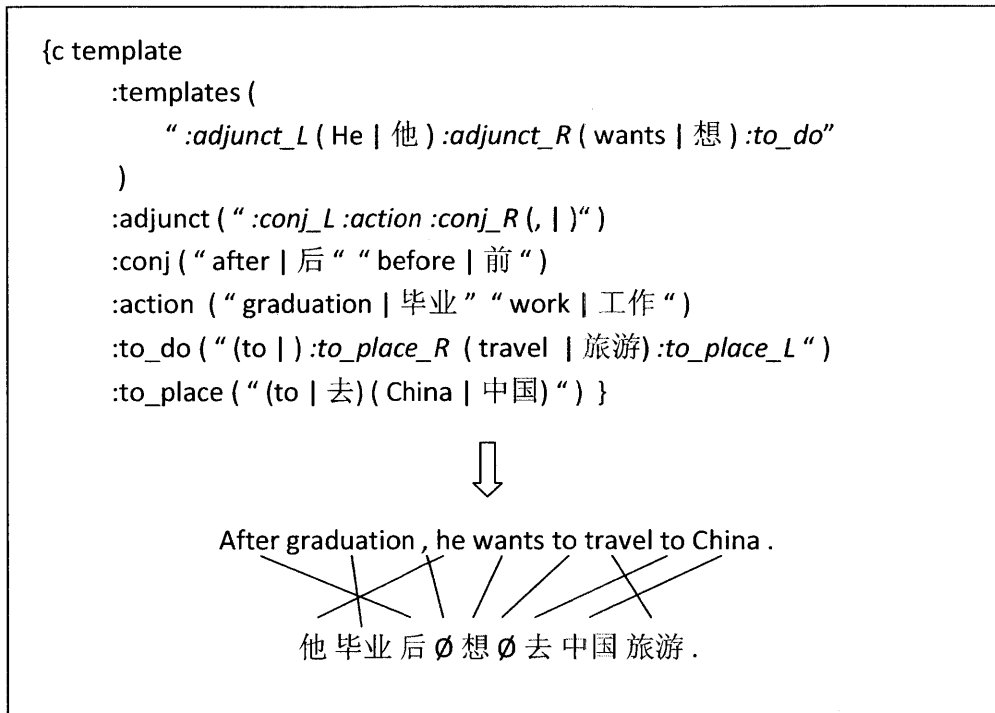 {c template
:templates (
“ :adjunct_L ( He | 他 ) :adjunct_R ( wants | 想 ) :to_do”
)
:adjunct ( “ :conj_L :action :conj_R (, | )“ )
:conj ( “ after | 后 “ “ before | 前 “ )
:action ( “ graduation | 毕业 ” “ work | 工作 “ )
:to_do ( “ (to | ) :to_place_R ( travel | 旅游) :to_place_L “ )
:to_place ( “ (to | 去) ( China | 中国) “ ) }
After graduation , he wants to travel to China .
他 毕业 后 Ø 想 Ø 去 中国 旅游 .